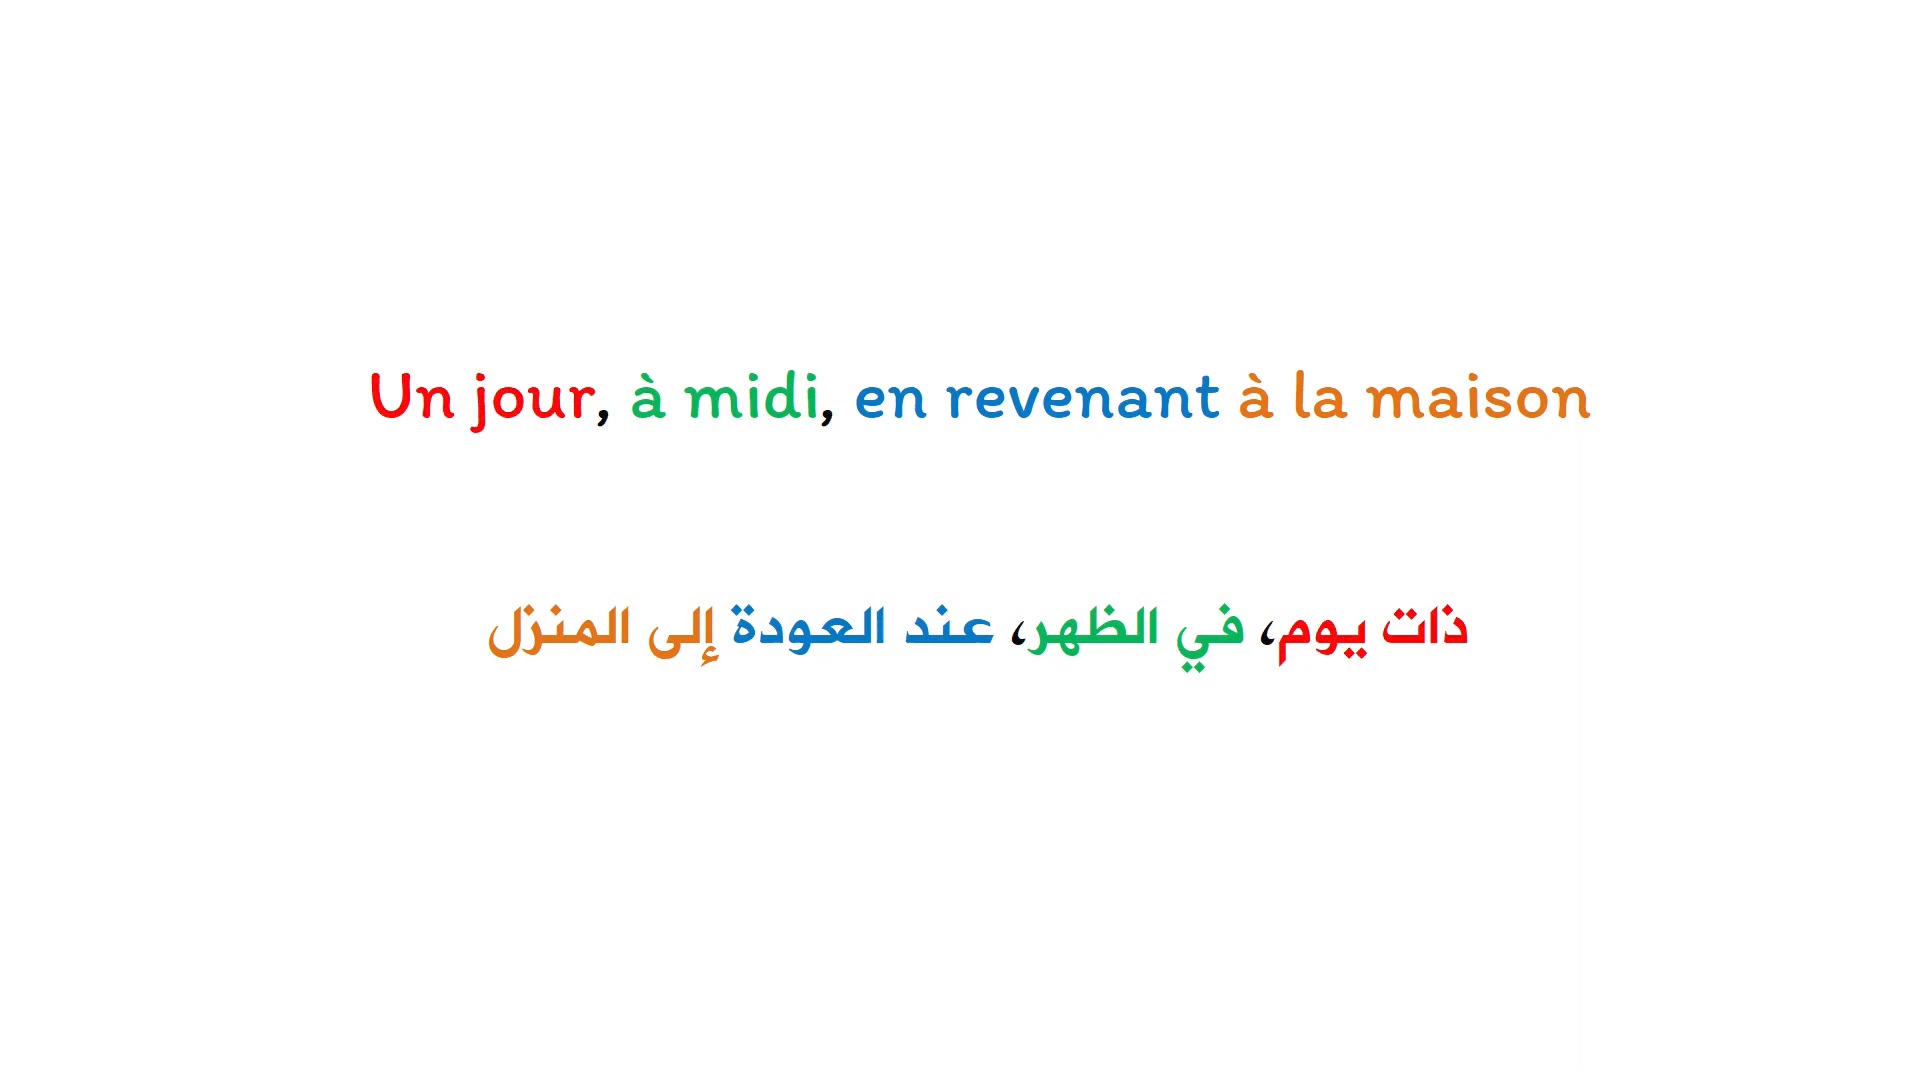 Un jour, à midi, en revenant à la maison
ذات يوم، في الظهر، عند العودة إلى المنزل